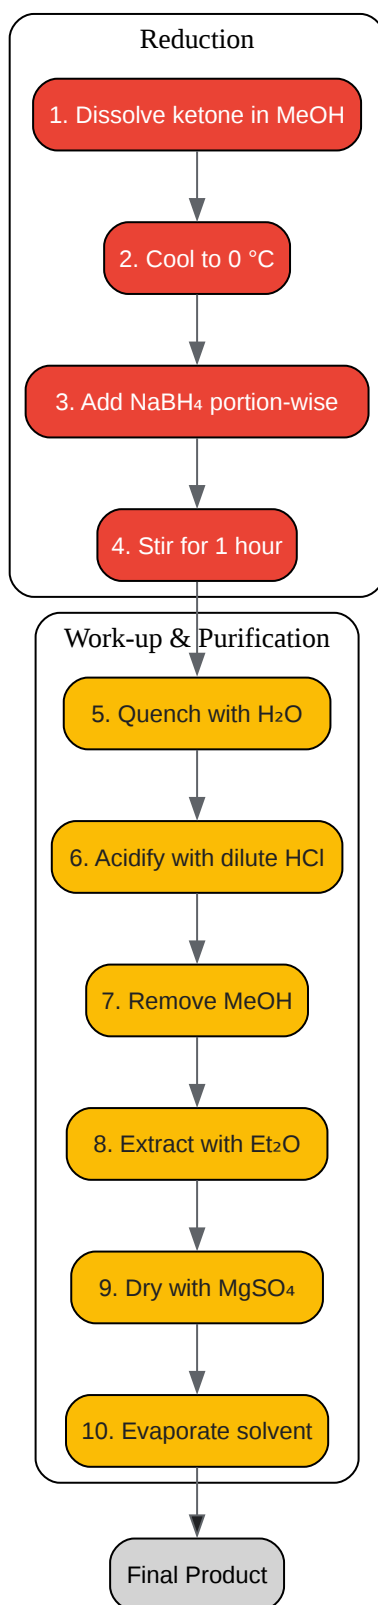 Reduction
1. Dissolve ketone in MeOH
2. Cool to 0 °C
3. Add NaBH₄ portion-wise
4. Stir for 1 hour
Work-up & Purification
5. Quench with H₂O
6. Acidify with dilute HCl
7. Remove MeOH
8. Extract with Et₂O
9. Dry with MgSO₄
10. Evaporate solvent
Final Product